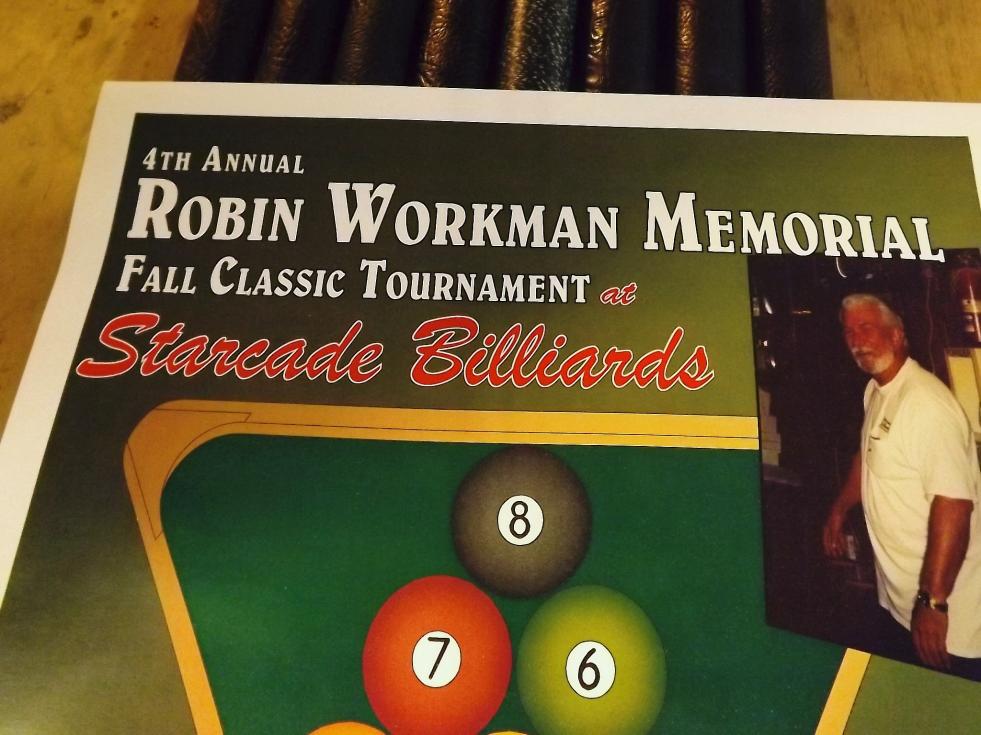 4TH ANNUAL
ROBIN WORKMAN MEMORIAL
FALL CLASSIC TOURNAMENT at
Starcade Billiards
8
7
6